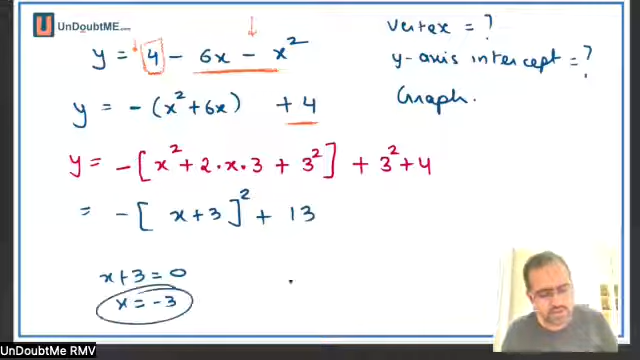 UnDoubtME.com
y = 4 - 6x - x²
vertex = ?
y-axis intercept = ?
Graph.
y = -(x² + 6x) + 4
y = -[x² + 2·x·3 + 3²] + 3² + 4
= -[x+3]² + 13
x+3 = 0
x = -3
UnDoubtMe RMV